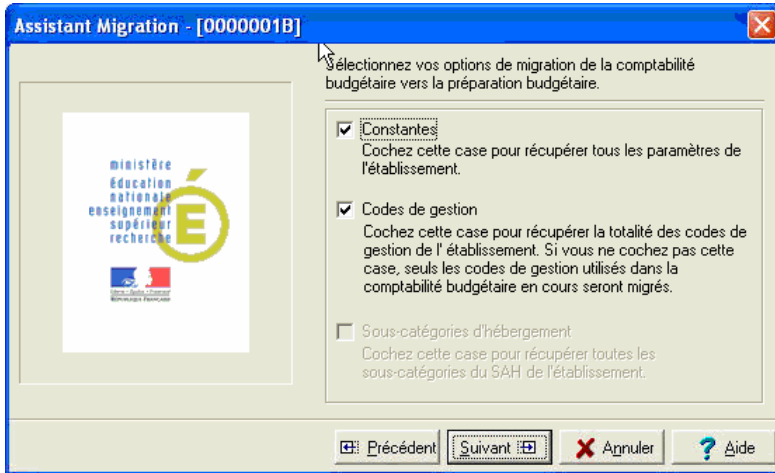 Assistant Migration - [0000001B]
Sélectionnez vos options de migration de la comptabilité
budgétaire vers la préparation budgétaire.
ministère
éducation
nationale
enseignement
supérieur
recherche
É
RÉPUBLIQUE FRANÇAISE
Constantes
Cochez cette case pour récupérer tous les paramètres de
l'établissement.
Codes de gestion
Cochez cette case pour récupérer la totalité des codes de
gestion de l' établissement. Si vous ne cochez pas cette
case, seuls les codes de gestion utilisés dans la
comptabilité budgétaire en cours seront migrés.
Sous-catégories d'hébergement
Cochez cette case pour récupérer toutes les
sous-catégories du SAH de l'établissement.
Précédent
Suivant
Annuler
Aide